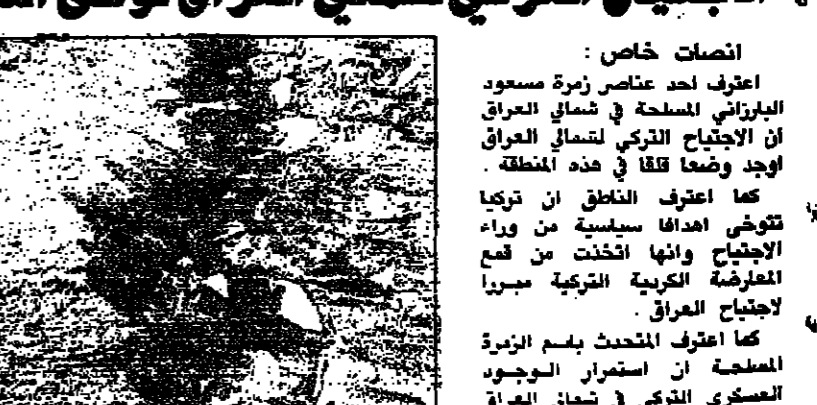 انصات خاص :
اعترف احد عناصر زمرة مسعود
البارزاني المسلحة في شمالي العراق
أن الاجتياح التركي لشمالي العراق
اوجد وضعا قلقا في هذه المنطقة .
كما اعترف الناطق ان تركيا
تتوخى اهدافا سياسية من وراء
الاجتياح وانها اتخذت من قمع
المعارضة الكردية التركية مبررا
لاجتياح العراق .
كما اعترف المتحدث باسم الزمرة
المسلحة ان استمرار الوجود
العسكري التركي في شمالي العراق